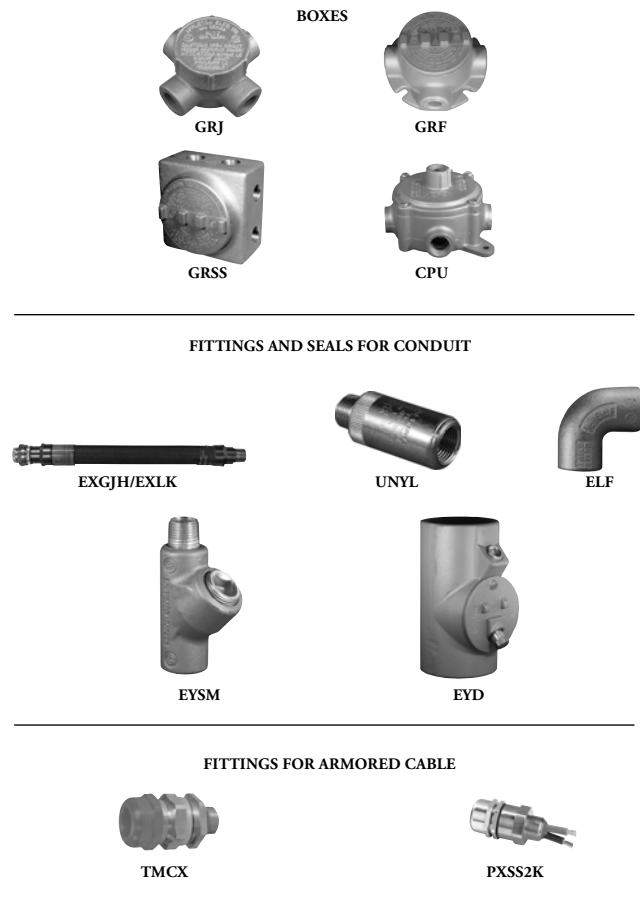 BOXES
GRJ
GRF
GRSS
CPU
FITTINGS AND SEALS FOR CONDUIT
EXGJH/EXLK
UNYL
ELF
EYSM
EYD
FITTINGS FOR ARMORED CABLE
TMCX
PXSS2K